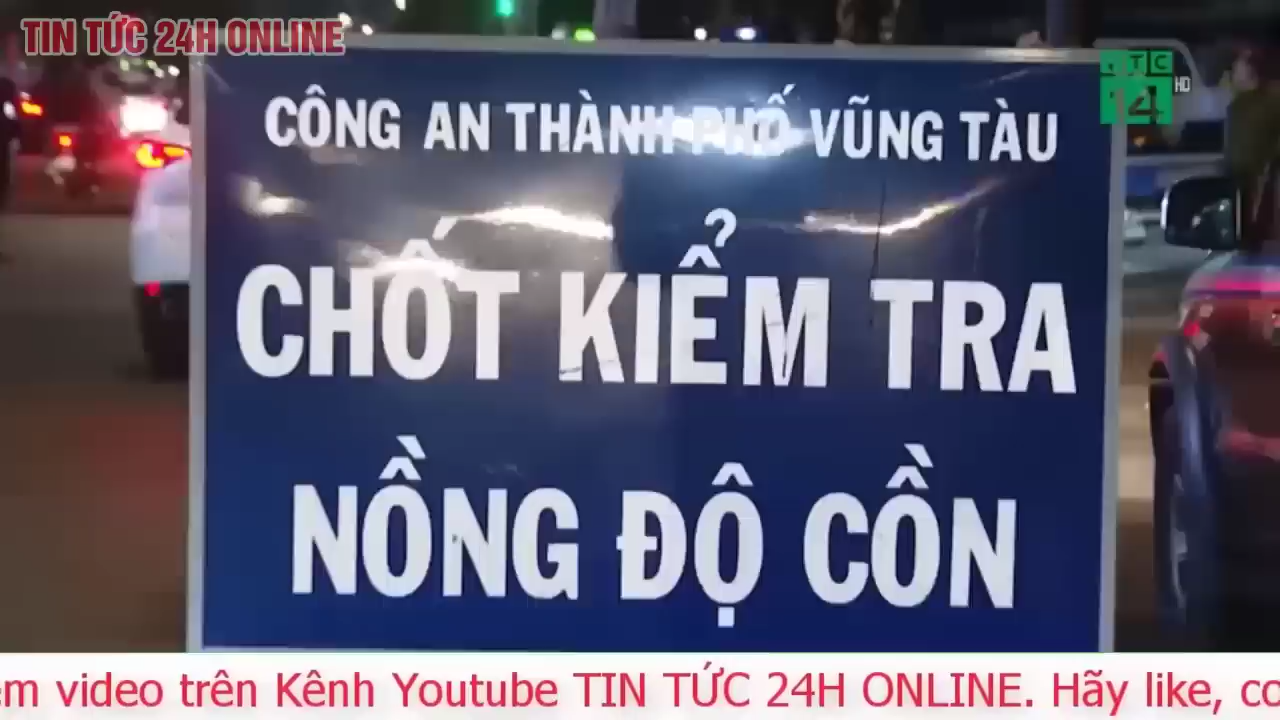 TIN TỨC 24H ONLINE
VTC
14
HD
CÔNG AN THÀNH PHỐ VŨNG TÀU
CHỐT KIỂM TRA
NỒNG ĐỘ CỒN
video trên Kênh Youtube TIN TỨC 24H ONLINE. Hãy like,